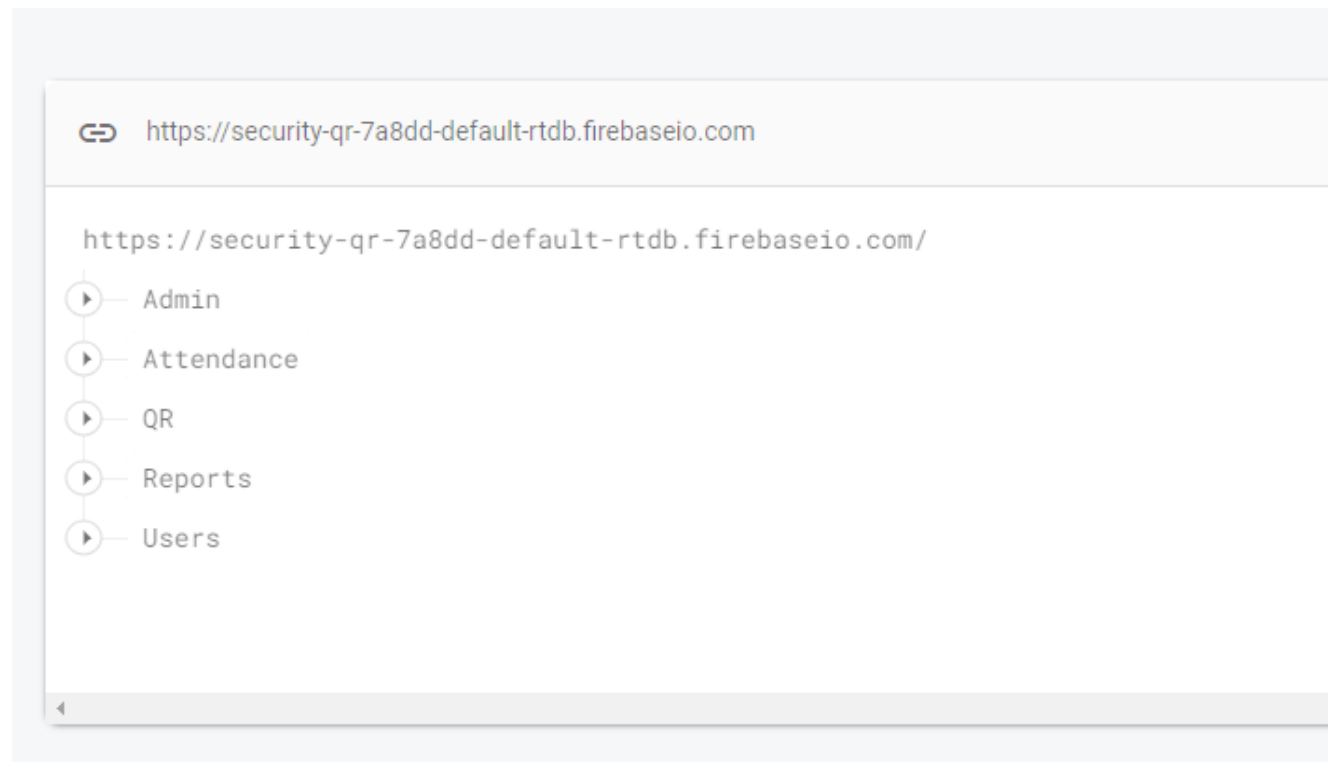 https://security-qr-7a8dd-default-rtdb.firebaseio.com
https://security-qr-7a8dd-default-rtdb.firebaseio.com/
Admin
Attendance
QR
Reports
Users